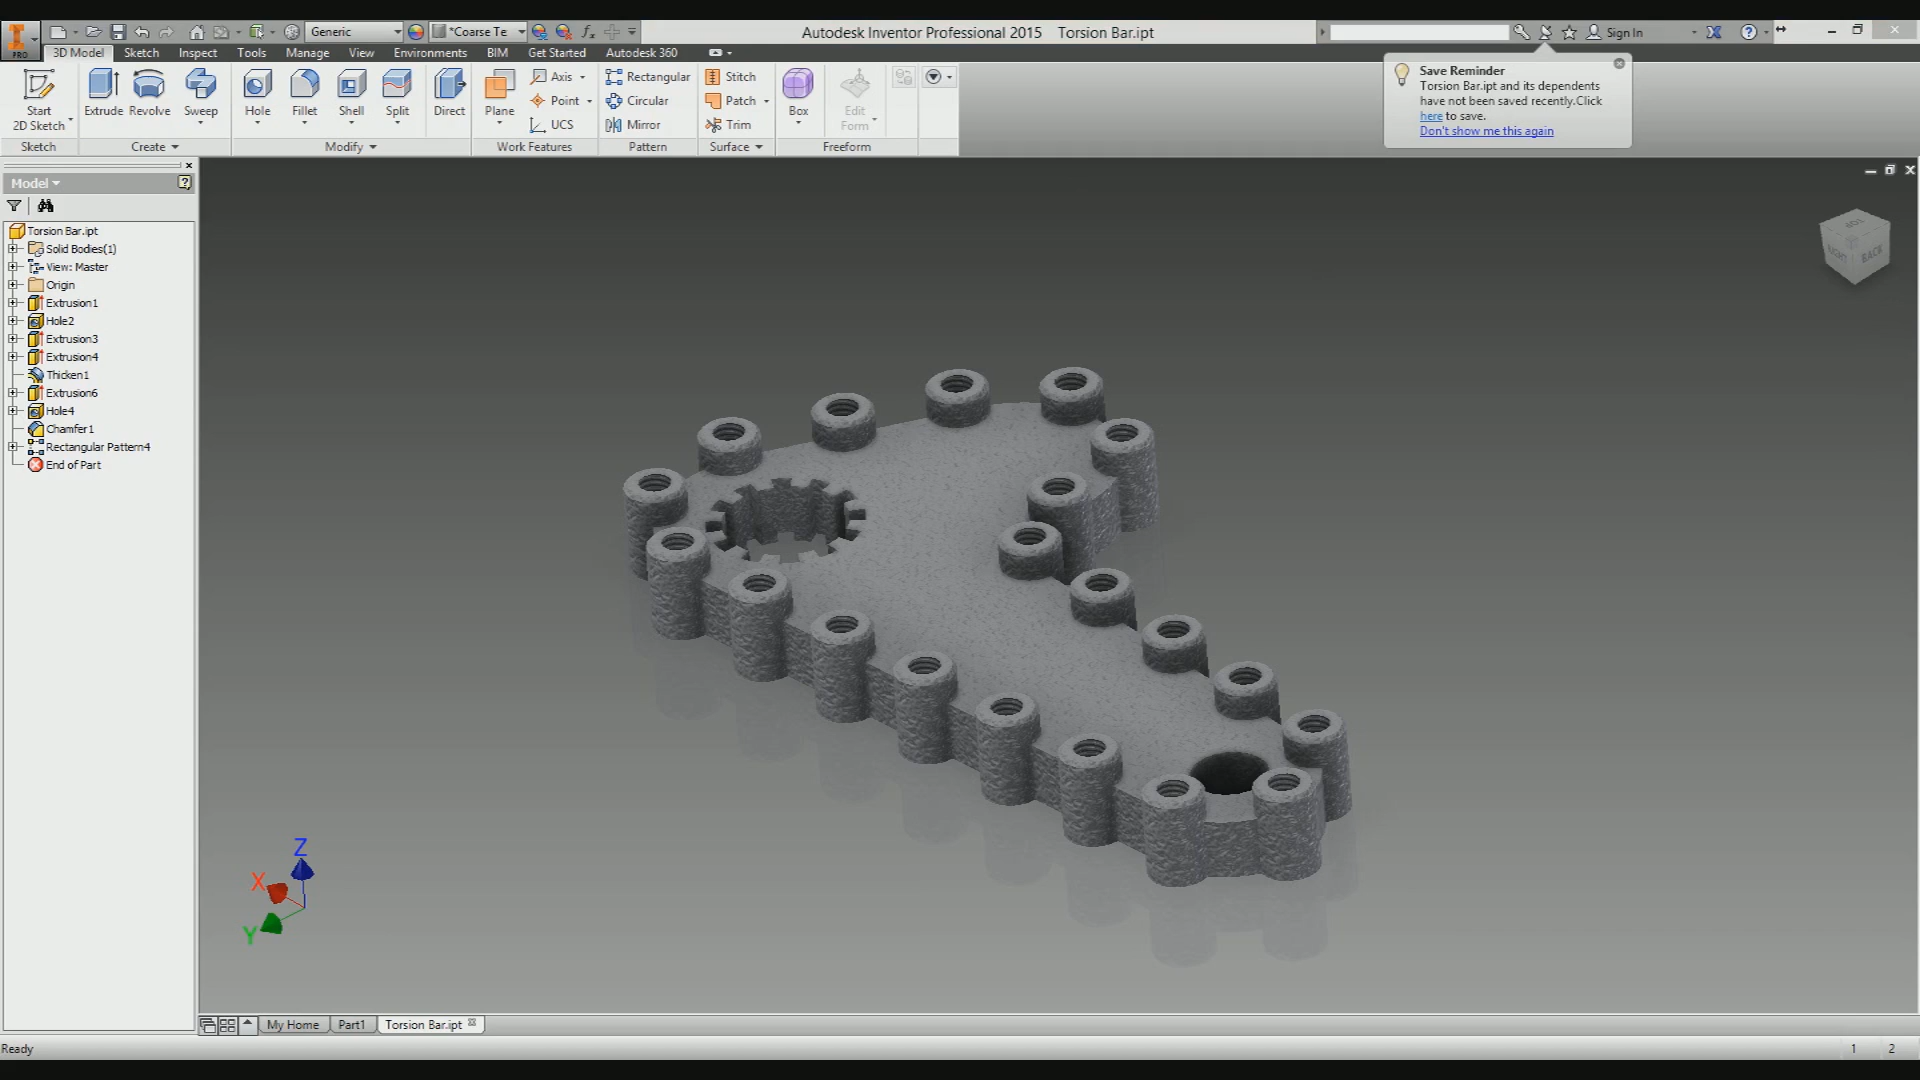 Generic
*Coarse Te
Autodesk Inventor Professional 2015 Torsion Bar.ipt
Sign In
PRO
3D Model Sketch Inspect Tools Manage View Environments BIM Get Started Autodesk 360
Start
2D Sketch
Extrude Revolve Sweep
Hole Fillet Shell Split Direct
Plane
Axis
Point
UCS
Rectangular
Circular
Mirror
Stitch
Patch
Trim
Box
Edit
Form
Sketch Create Modify Work Features Pattern Surface Freeform
Save Reminder
Torsion Bar.ipt and its dependents
have not been saved recently.Click
here to save.
Don't show me this again
Model
Torsion Bar.ipt
Solid Bodies(1)
View: Master
Origin
Extrusion1
Hole2
Extrusion3
Extrusion4
Thicken1
Extrusion6
Hole4
Chamfer1
Rectangular Pattern4
End of Part
TOP
BACK
Z
X
Y
My Home Part1 Torsion Bar.ipt
Ready
1 2